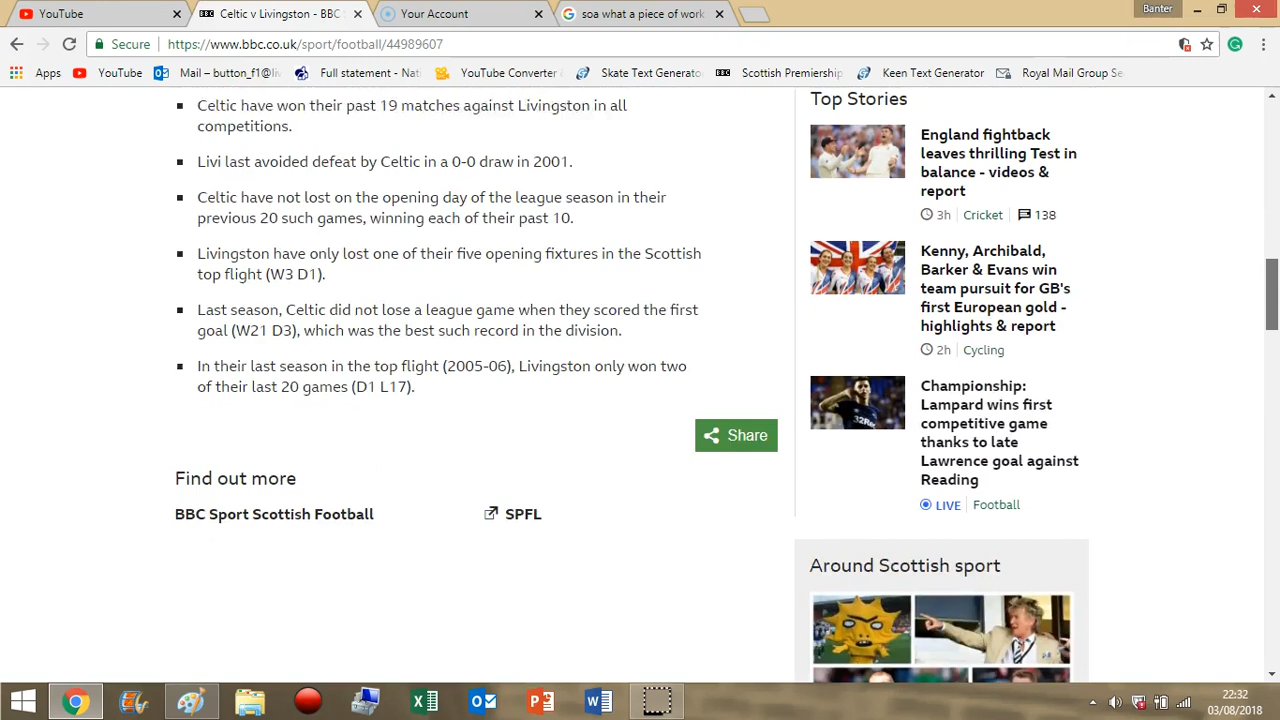 YouTube
Celtic v Livingston - BBC
Your Account
soa what a piece of work
Banter
Secure https://www.bbc.co.uk/sport/football/44989607
Apps YouTube Mail – button_f1@li Full statement - Nat YouTube Converter Skate Text Generato Scottish Premiership Keen Text Generator Royal Mail Group Se
Celtic have won their past 19 matches against Livingston in all
competitions.
Livi last avoided defeat by Celtic in a 0-0 draw in 2001.
Celtic have not lost on the opening day of the league season in their
previous 20 such games, winning each of their past 10.
Livingston have only lost one of their five opening fixtures in the Scottish
top flight (W3 D1).
Last season, Celtic did not lose a league game when they scored the first
goal (W21 D3), which was the best such record in the division.
In their last season in the top flight (2005-06), Livingston only won two
of their last 20 games (D1 L17).
Share
Find out more
BBC Sport Scottish Football
SPFL
Top Stories
England fightback
leaves thrilling Test in
balance - videos &
report
3h Cricket 138
Kenny, Archibald,
Barker & Evans win
team pursuit for GB's
first European gold -
highlights & report
2h Cycling
Championship:
Lampard wins first
competitive game
thanks to late
Lawrence goal against
Reading
LIVE Football
Around Scottish sport
22:32
03/08/2018